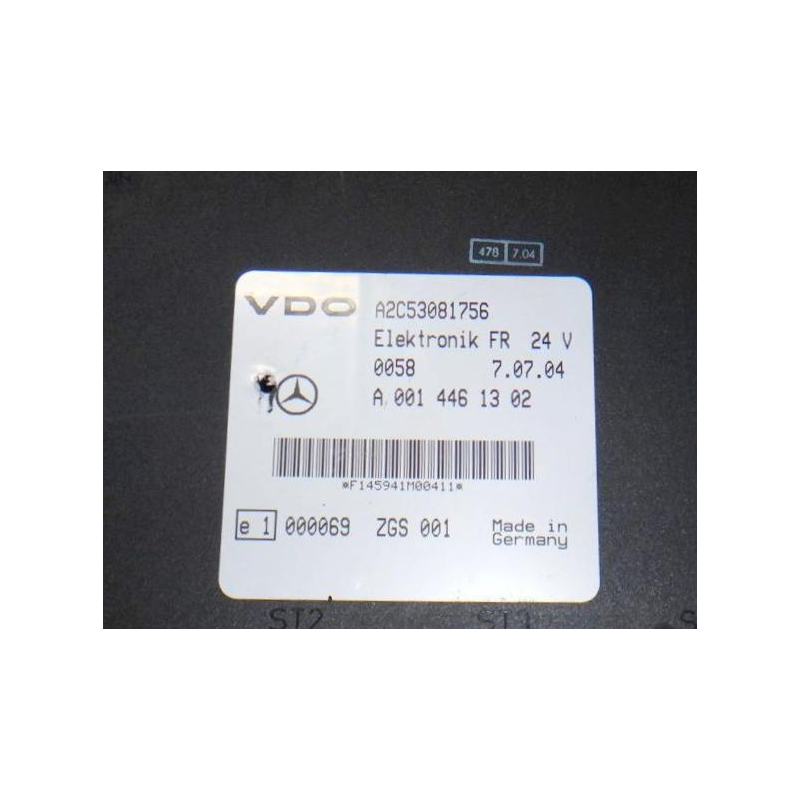 478 7.04
VDO A2C53081756
Elektronik FR 24 V
0058 7.07.04
A 001 446 13 02
*F145941M00411*
e 1 000069 ZGS 001 Made in
Germany
ST2 ST1